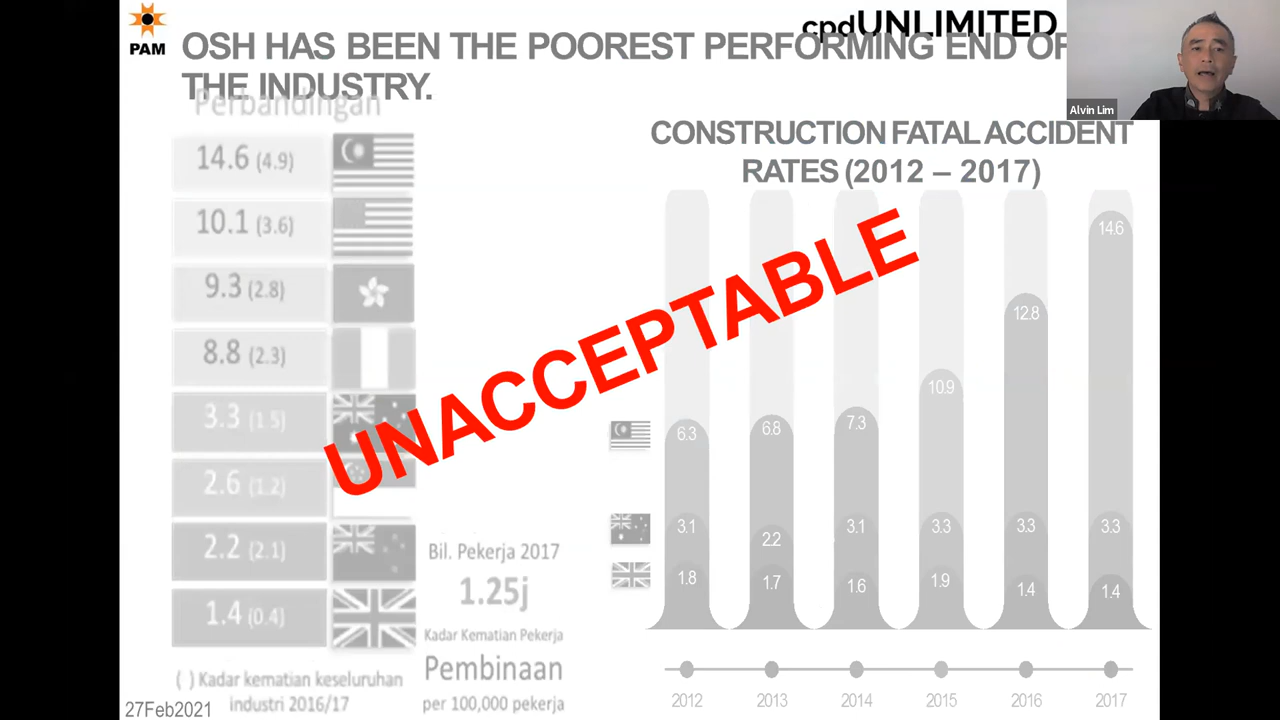 PAM
cpdUNLIMITED
OSH HAS BEEN THE POOREST PERFORMING END OF
THE INDUSTRY.
Alvin Lim
Perbandingan
14.6 (4.9)
10.1 (3.6)
9.3 (2.8)
8.8 (2.3)
3.3 (1.5)
2.6 (1.2)
2.2 (2.1)
1.4 (0.4)
( ) Kadar kematian keseluruhan
industri 2016/17
Bil. Pekerja 2017
1.25j
Kadar Kematian Pekerja
Pembinaan
per 100,000 pekerja
UNACCEPTABLE
CONSTRUCTION FATAL ACCIDENT
RATES (2012 – 2017)
6.3 6.8 7.3 10.9 12.8 14.6
3.1 2.2 3.1 3.3 3.3 3.3
1.8 1.7 1.6 1.9 1.4 1.4
2012 2013 2014 2015 2016 2017
27Feb2021